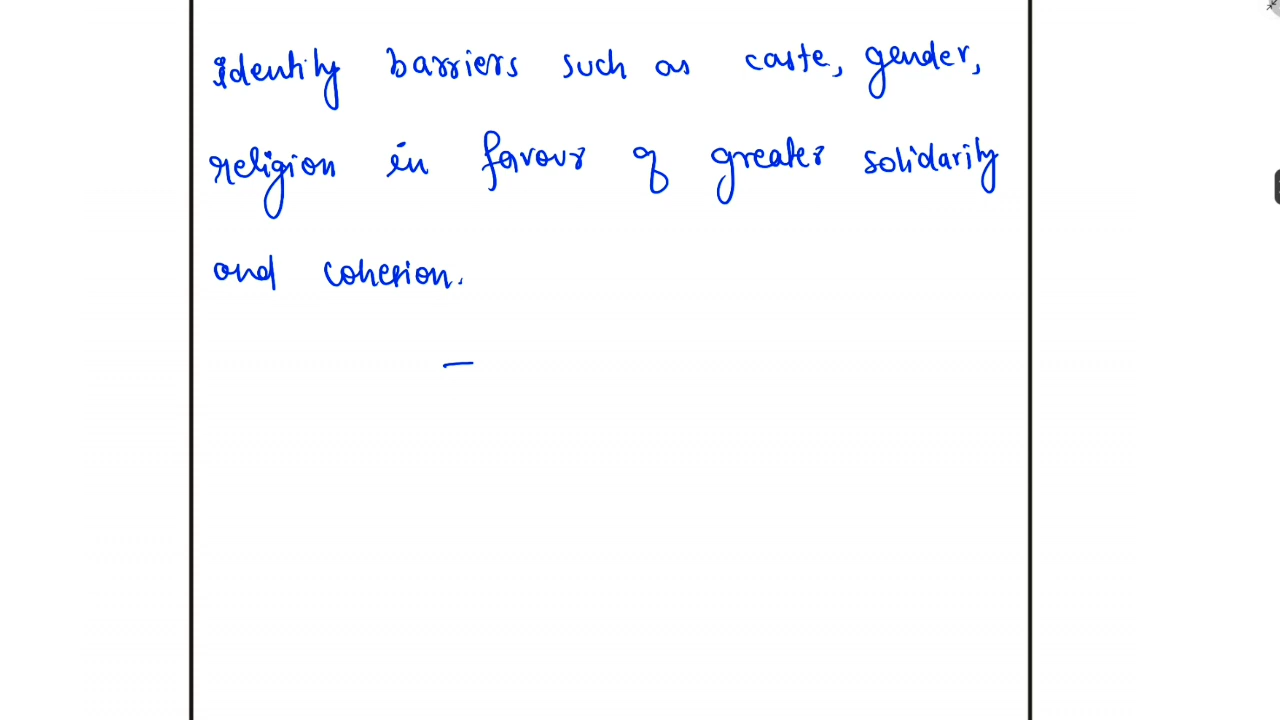 identity barriers such as caste, gender,
religion in favour of greater solidarity
and cohesion.